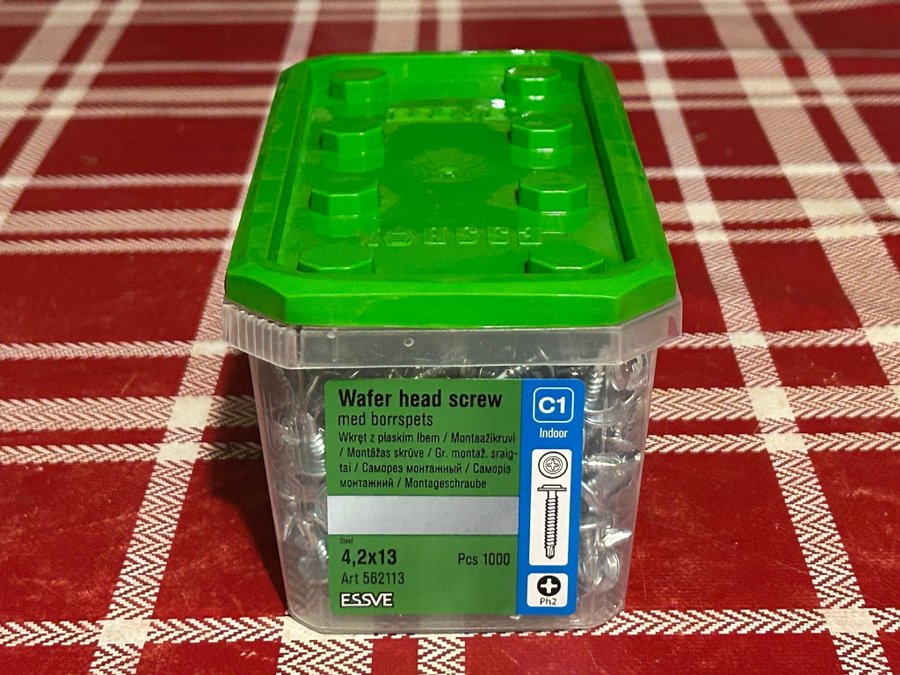 ESSVE
Wafer head screw
med borrspets
Wkręt z płaskim łbem / Montaažikruvi
/ Montāžas skrūve / Gr. montaž. sraig-
tai / Саморез монтажный / Саморіз
монтажний / Montageschraube
C1
Indoor
Steel
4,2x13
Pcs 1000
Art 562113
ESSVE
Ph2